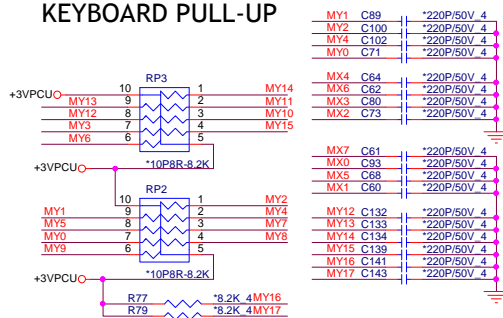 KEYBOARD PULL-UP
RP3
+3VPCU 10 1 MY14
MY13 9 2 MY11
MY12 8 3 MY10
MY3 7 4 MY15
MY6 6 5
+3VPCU *10P8R-8.2K
RP2
10 1 MY2
MY1 9 2 MY4
MY5 8 3 MY7
MY0 7 4 MY8
MY9 6 5
+3VPCU *10P8R-8.2K
R77 *8.2K_4 MY16
R79 *8.2K_4 MY17
MY1 C89 *220P/50V_4
MY2 C100 *220P/50V_4
MY4 C102 *220P/50V_4
MY0 C71 *220P/50V_4
MX4 C64 *220P/50V_4
MX6 C62 *220P/50V_4
MX3 C80 *220P/50V_4
MX2 C73 *220P/50V_4
MX7 C61 *220P/50V_4
MX0 C93 *220P/50V_4
MX5 C68 *220P/50V_4
MX1 C60 *220P/50V_4
MY12 C132 *220P/50V_4
MY13 C133 *220P/50V_4
MY14 C134 *220P/50V_4
MY15 C139 *220P/50V_4
MY16 C141 *220P/50V_4
MY17 C143 *220P/50V_4